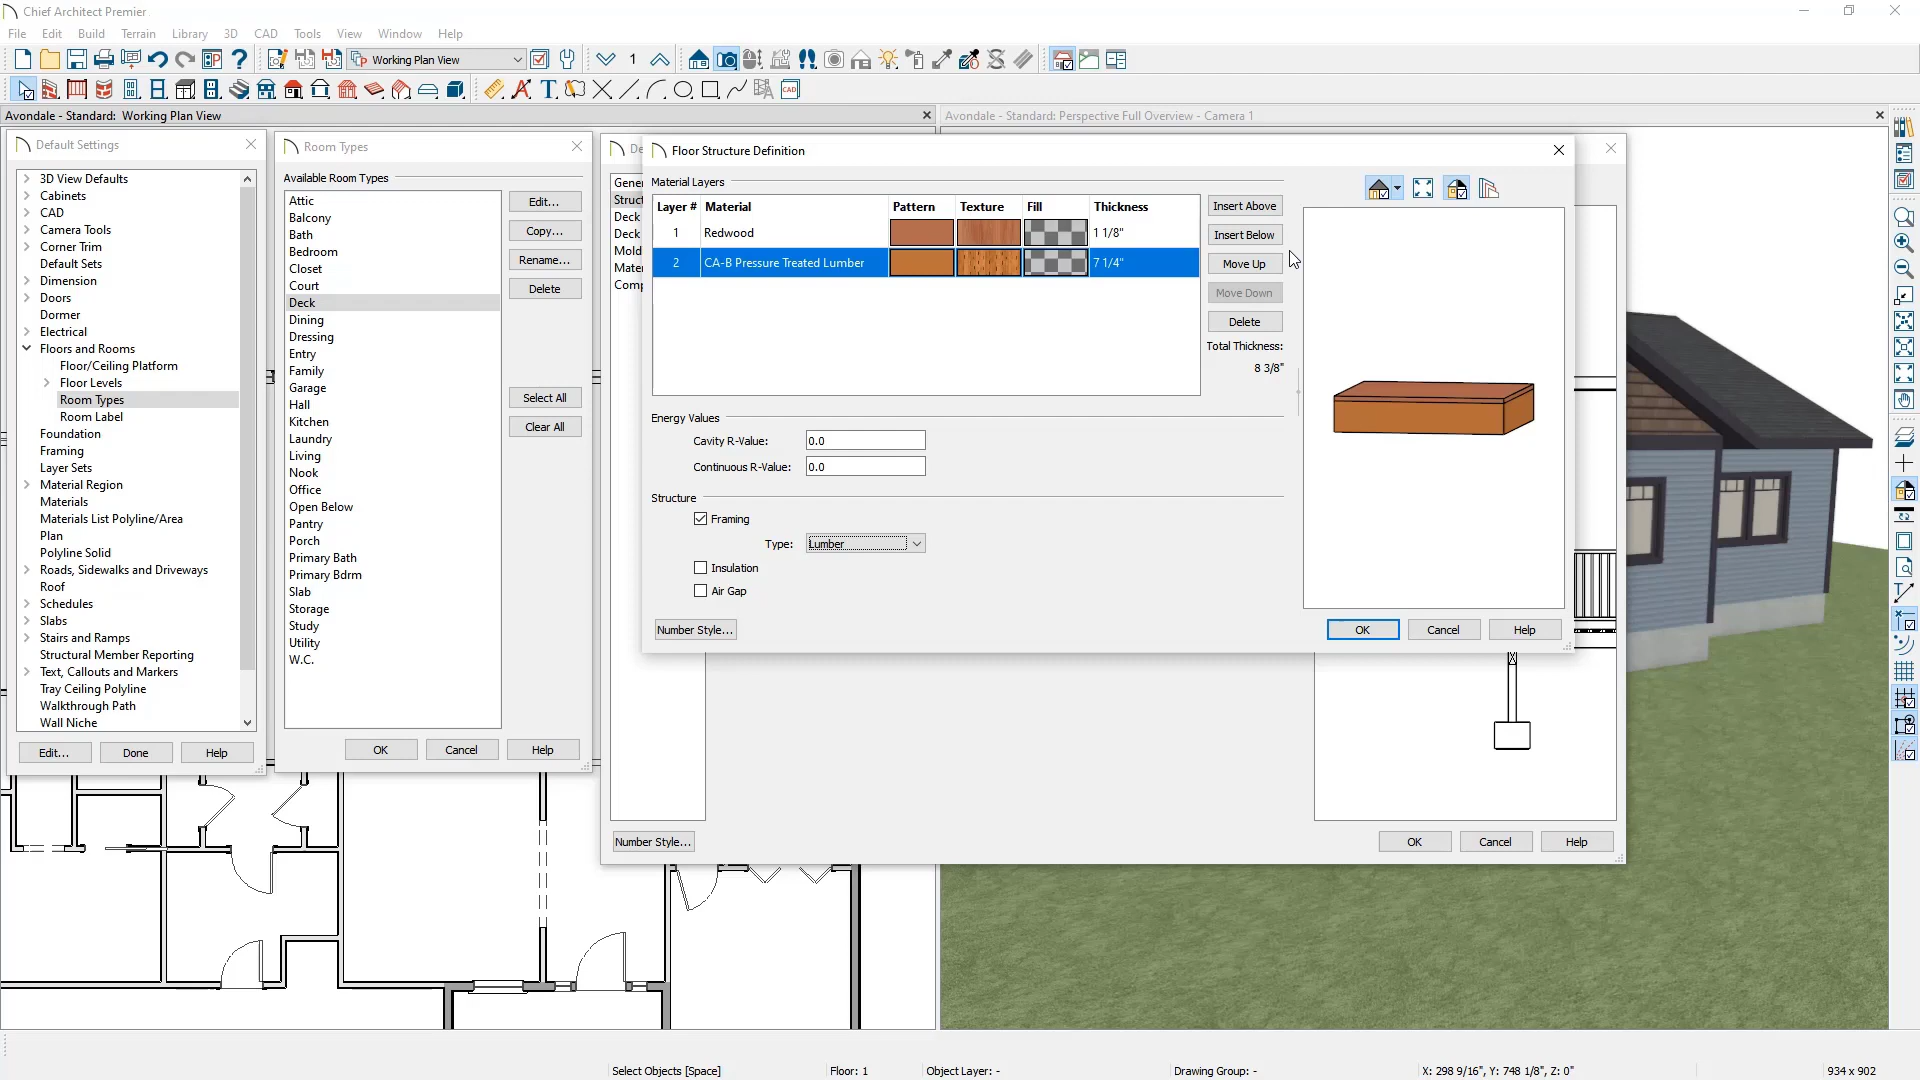 Chief Architect Premier
File Edit Build Terrain Library 3D CAD Tools View Window Help
Working Plan View 1
CAD
Avondale - Standard: Working Plan View
Avondale - Standard: Perspective Full Overview - Camera 1
Default Settings
3D View Defaults
Cabinets
CAD
Camera Tools
Corner Trim
Default Sets
Dimension
Doors
Dormer
Electrical
Floors and Rooms
Floor/Ceiling Platform
Floor Levels
Room Types
Room Label
Foundation
Framing
Layer Sets
Material Region
Materials
Materials List Polyline/Area
Plan
Polyline Solid
Roads, Sidewalks and Driveways
Roof
Schedules
Slabs
Stairs and Ramps
Structural Member Reporting
Text, Callouts and Markers
Tray Ceiling Polyline
Walkthrough Path
Wall Niche
Edit... Done Help
Room Types
Available Room Types
Attic
Balcony
Bath
Bedroom
Closet
Court
Deck
Dining
Dressing
Entry
Family
Garage
Hall
Kitchen
Laundry
Living
Nook
Office
Open Below
Pantry
Porch
Primary Bath
Primary Bdrm
Slab
Storage
Study
Utility
W.C.
Edit...
Copy...
Rename...
Delete
Select All
Clear All
OK Cancel Help
De
Gener
Struct
Deck
Deck
Mold
Mater
Comp
Number Style...
OK Cancel Help
Floor Structure Definition
Material Layers
Layer # Material Pattern Texture Fill Thickness
1 Redwood 1 1/8"
2 CA-B Pressure Treated Lumber 7 1/4"
Insert Above
Insert Below
Move Up
Move Down
Delete
Total Thickness:
8 3/8"
Energy Values
Cavity R-Value: 0.0
Continuous R-Value: 0.0
Structure
Framing
Type: Lumber
Insulation
Air Gap
Number Style...
OK Cancel Help
Select Objects [Space] Floor: 1 Object Layer: - Drawing Group: - X: 298 9/16", Y: 748 1/8", Z: 0" 934 x 902